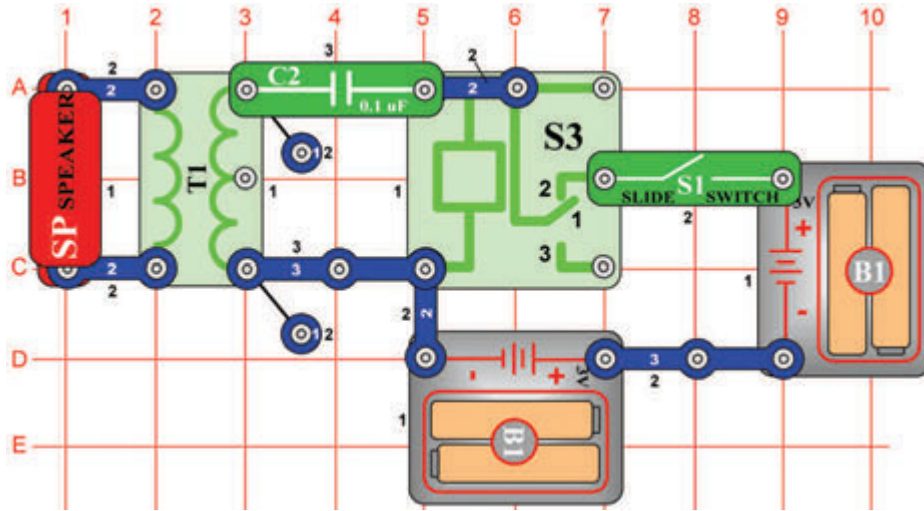 1 2 3 4 5 6 7 8 9 10
2 3 2
A 2 C2 0.1 uF 2
SP SPEAKER T1 S3
1 2
B 1 1 1 2 1 3 S1 SLIDE SWITCH 2
3V + - B1 1
C 2 2 3 3
1 2
2 2
D - + 3V 3 2
1 B1
E